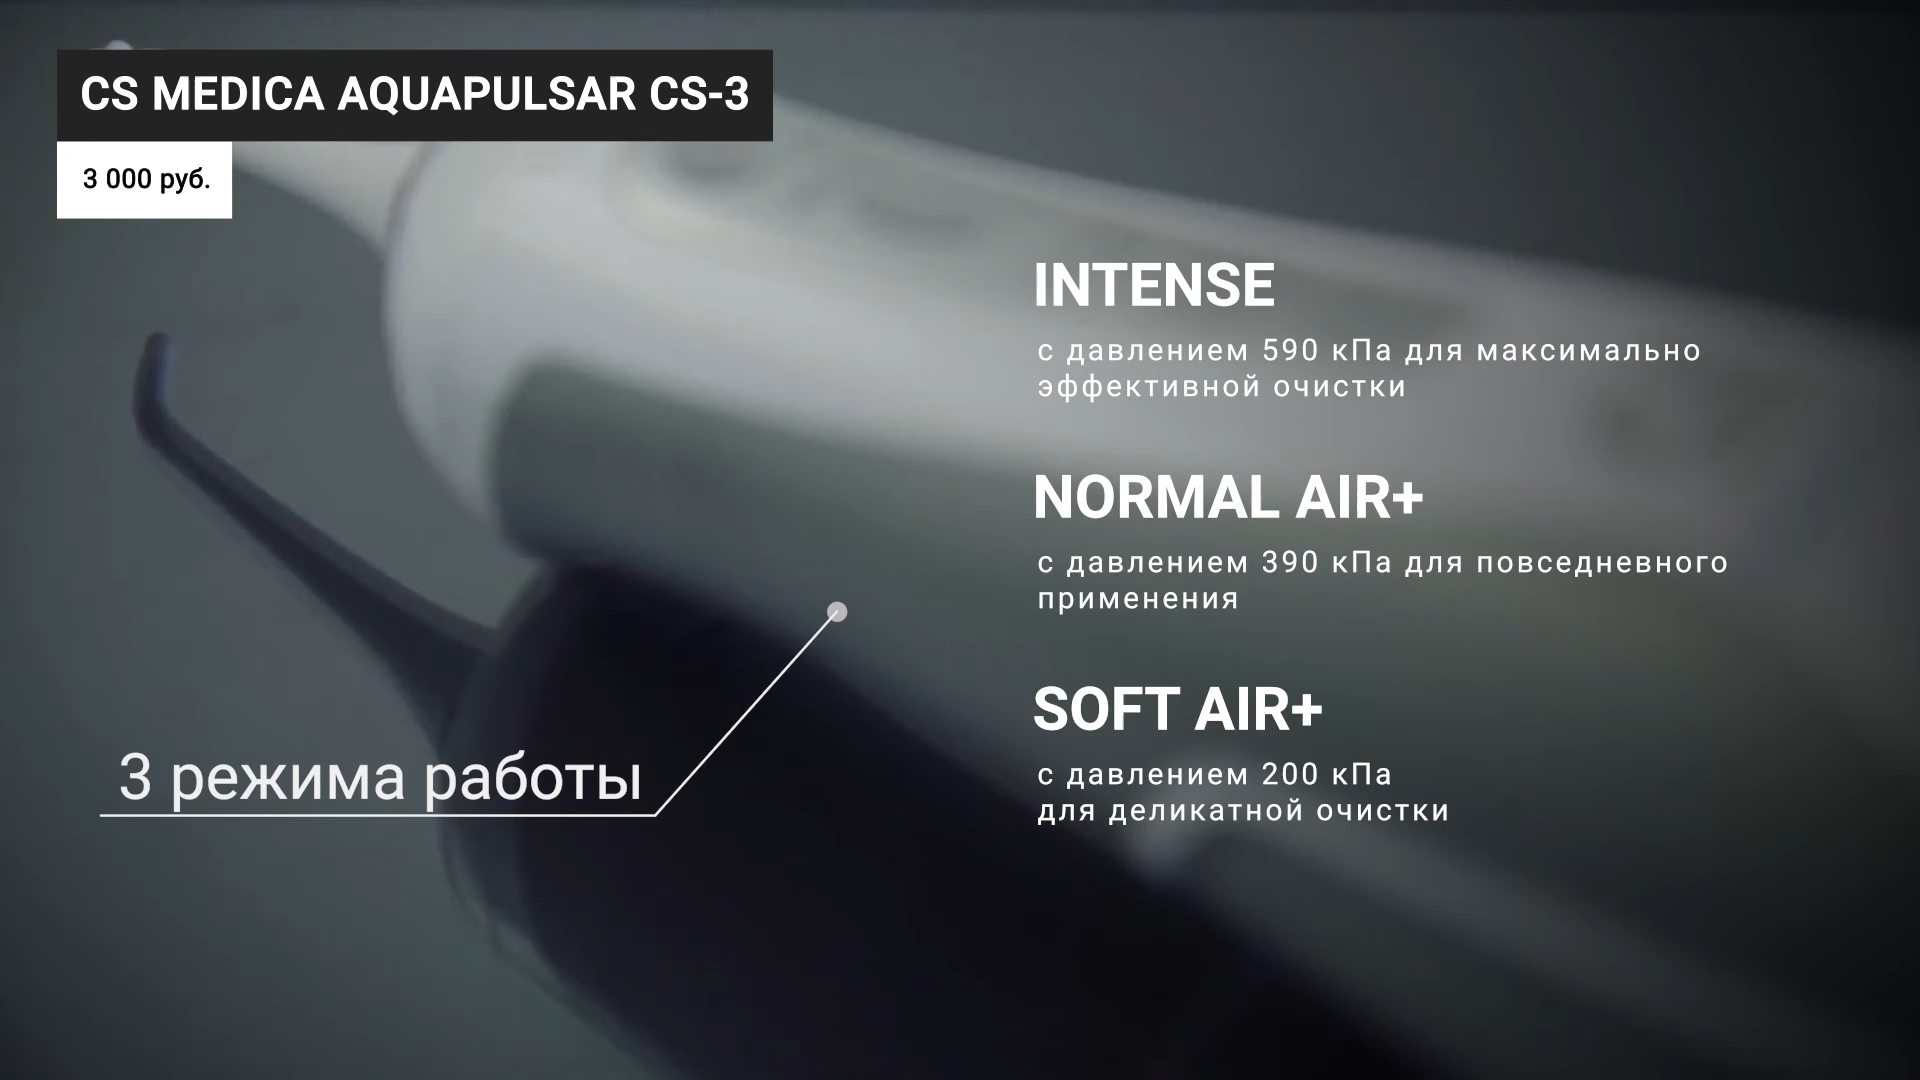 CS MEDICA AQUAPULSAR CS-3
3 000 руб.
INTENSE
с давлением 590 кПа для максимально
эффективной очистки
NORMAL AIR+
с давлением 390 кПа для повседневного
применения
SOFT AIR+
с давлением 200 кПа
для деликатной очистки
3 режима работы